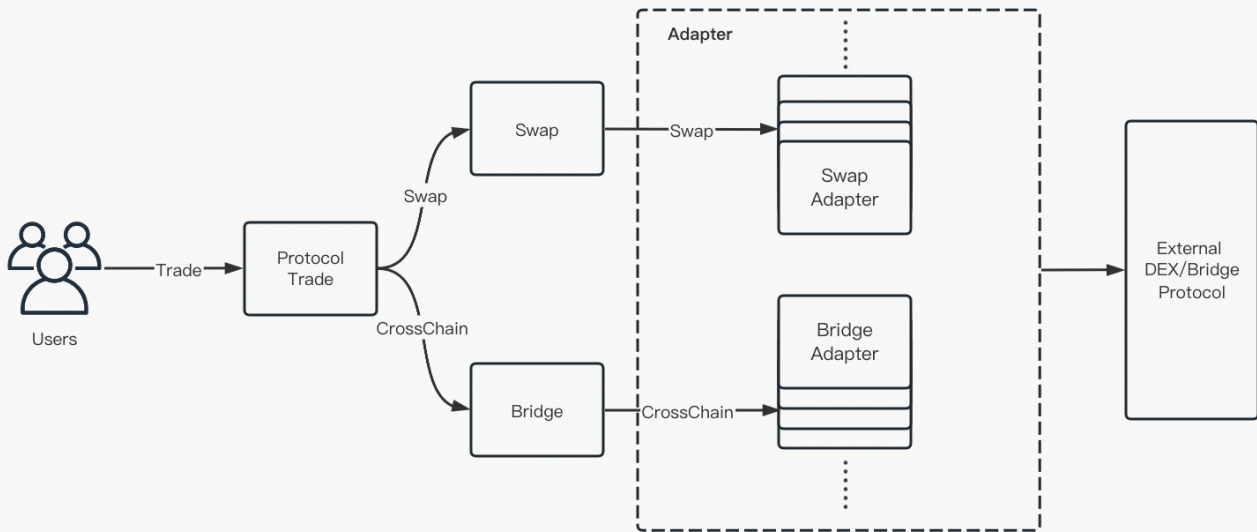 Adapter
Swap
Swap
Swap
Adapter
Swap
Protocol
Trade
Trade
Users
External
DEX/Bridge
Protocol
CrossChain
Bridge
Adapter
Bridge
CrossChain